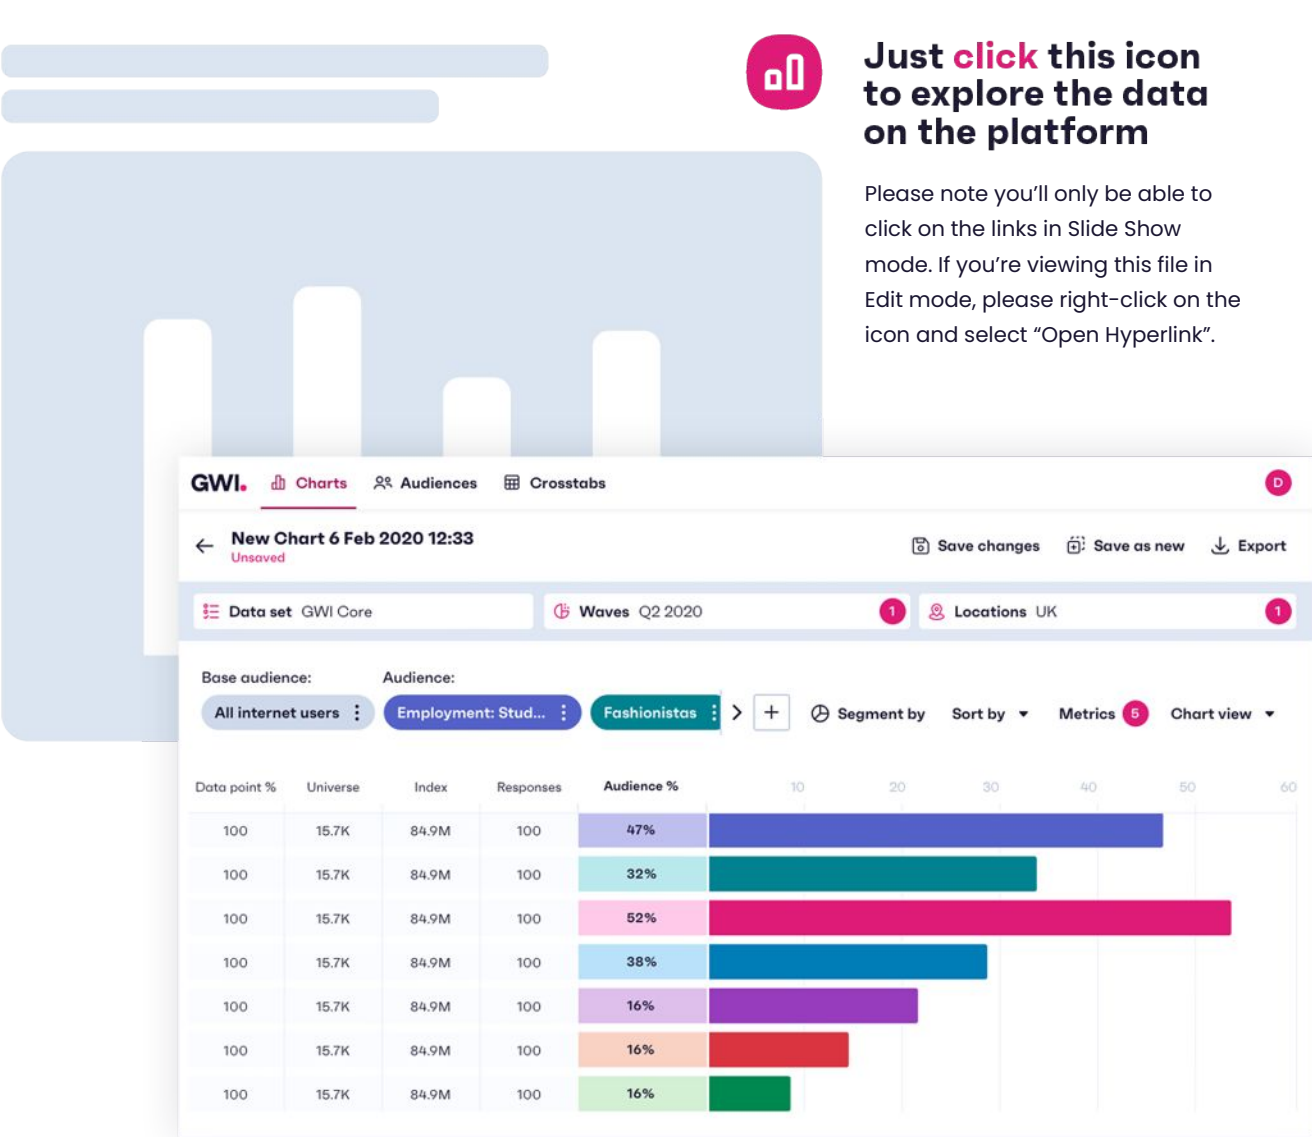 Just click this icon
to explore the data
on the platform
Please note you'll only be able to
click on the links in Slide Show
mode. If you're viewing this file in
Edit mode, please right-click on the
icon and select “Open Hyperlink”.
GWI. Charts Audiences Crosstabs D
New Chart 6 Feb 2020 12:33
Unsaved
Save changes Save as new Export
Data set GWI Core Waves Q2 2020 1 Locations UK 1
Base audience: Audience:
All internet users Employment: Stud... Fashionistas + Segment by Sort by Metrics 5 Chart view
Data point % Universe Index Responses Audience % 10 20 30 40 50 60
100 15.7K 84.9M 100 47%
100 15.7K 84.9M 100 32%
100 15.7K 84.9M 100 52%
100 15.7K 84.9M 100 38%
100 15.7K 84.9M 100 16%
100 15.7K 84.9M 100 16%
100 15.7K 84.9M 100 16%